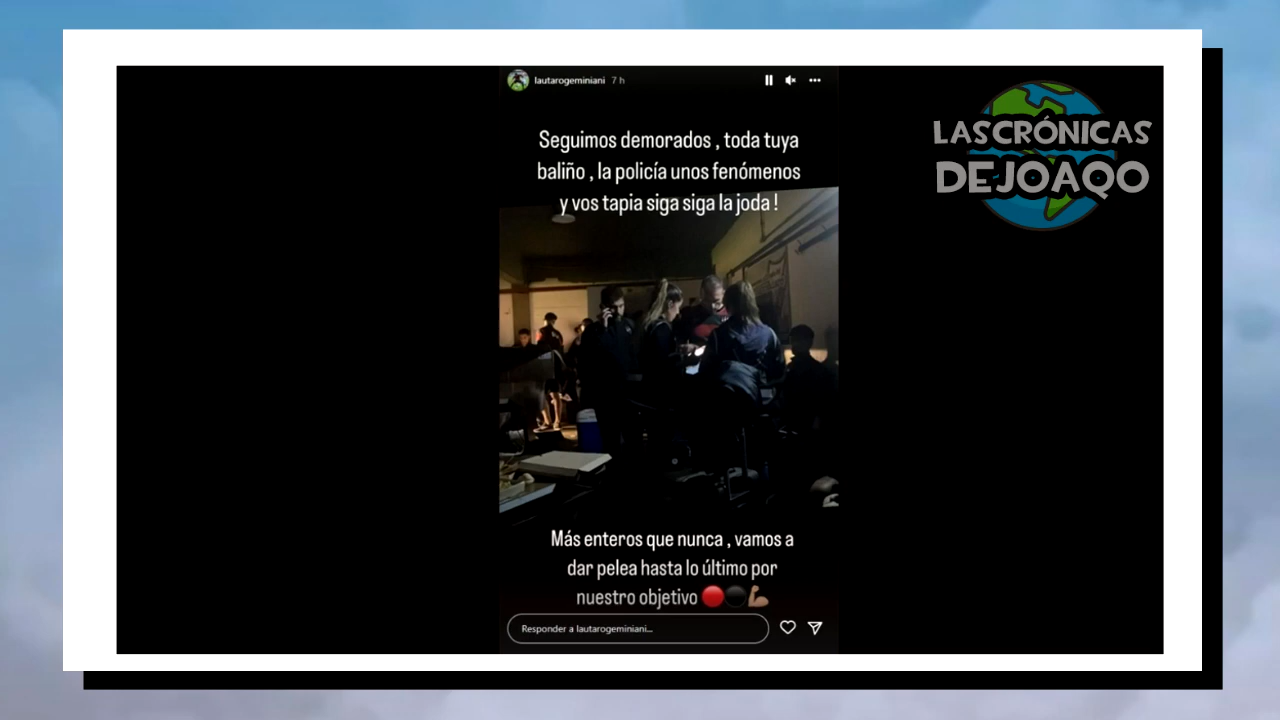 lautarogeminiani 7 h
LASCRÓNICAS
DEJOAQO
Seguimos demorados , toda tuya
baliño , la policía unos fenómenos
y vos tapia siga siga la joda !
Más enteros que nunca , vamos a
dar pelea hasta lo último por
nuestro objetivo 🔴⚫💪🏽
Responder a lautarogeminiani...